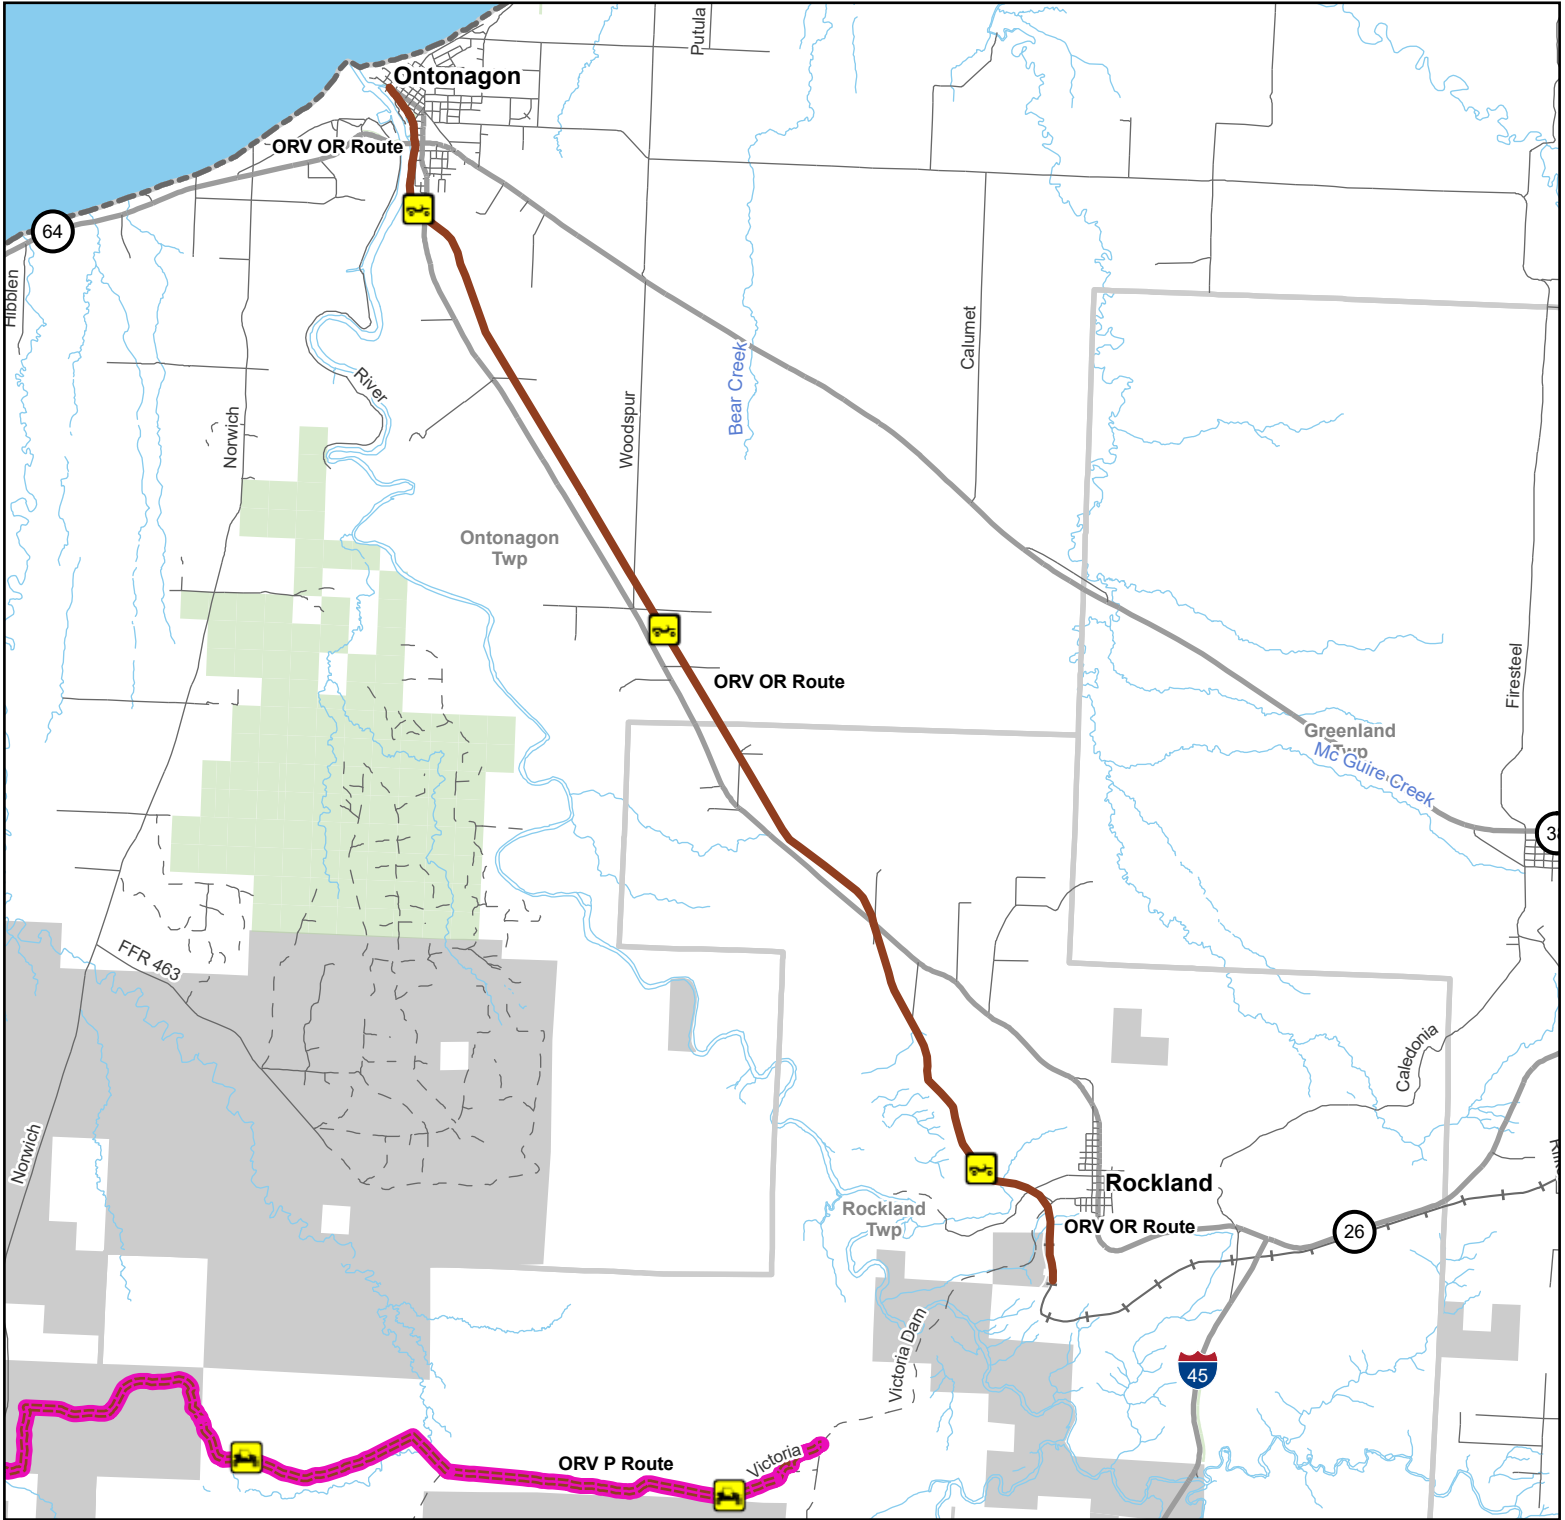 Putula
Ontonagon
ORV OR Route
64
Hibblen
River
Norwich
Woodspur
Bear Creek
Calumet
Ontonagon
Twp
ORV OR Route
Firesteel
Greenland
Twp
Mc Guire Creek
38
FFR 463
Caledonia
Norwich
Rockland
Rockland
Twp
ORV OR Route
26
Victoria Dam
45
ORV P Route
Victoria